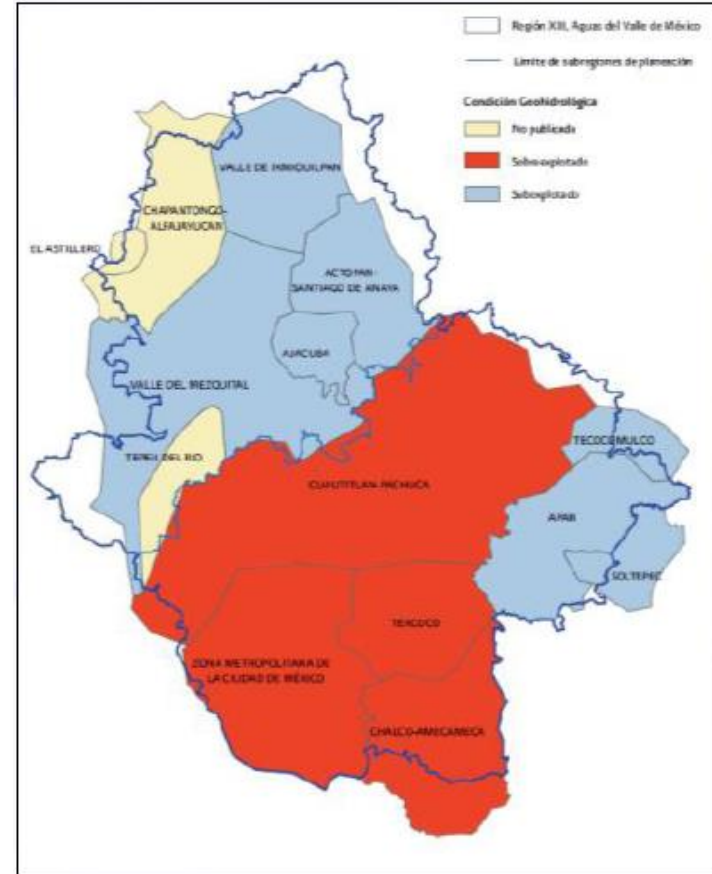 Región XIII, Aguas del Valle de México
Límite de subregiones de planeación
Condición Geohidrológica
No publicada
Sobreexplotado
Subexplotado
VALLE DE IXMIQUILPAN
CHAPANTONGO-
ALFAJAYUCAN
EL ASTILLERO
ACTOPAN-
SANTIAGO DE ANAYA
AJACUBA
VALLE DEL MEZQUITAL
TECOCOMULCO
TEPEJI DEL RIO
CUAUTITLAN-PACHUCA
APAN
SOLTEPEC
TEXCOCO
ZONA METROPOLITANA DE
LA CIUDAD DE MÉXICO
CHALCO-AMECAMECA